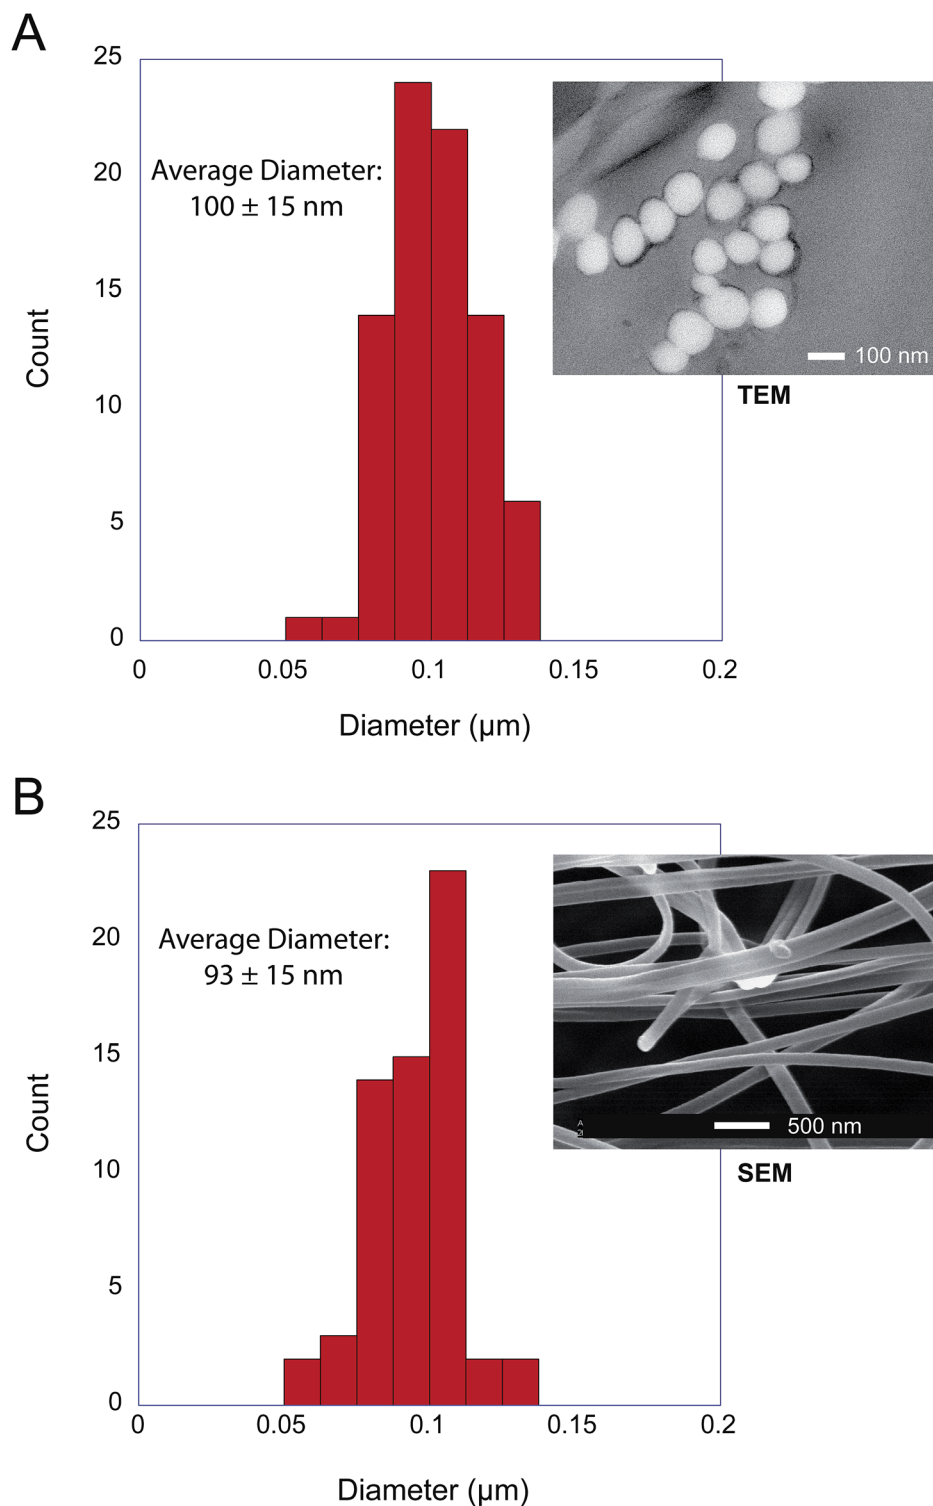 A
25
20
15
10
5
0
Count
Average Diameter:
100 ± 15 nm
100 nm
TEM
0 0.05 0.1 0.15 0.2
Diameter (µm)
B
25
20
15
10
5
0
Count
Average Diameter:
93 ± 15 nm
A
500 nm
SEM
0 0.05 0.1 0.15 0.2
Diameter (µm)